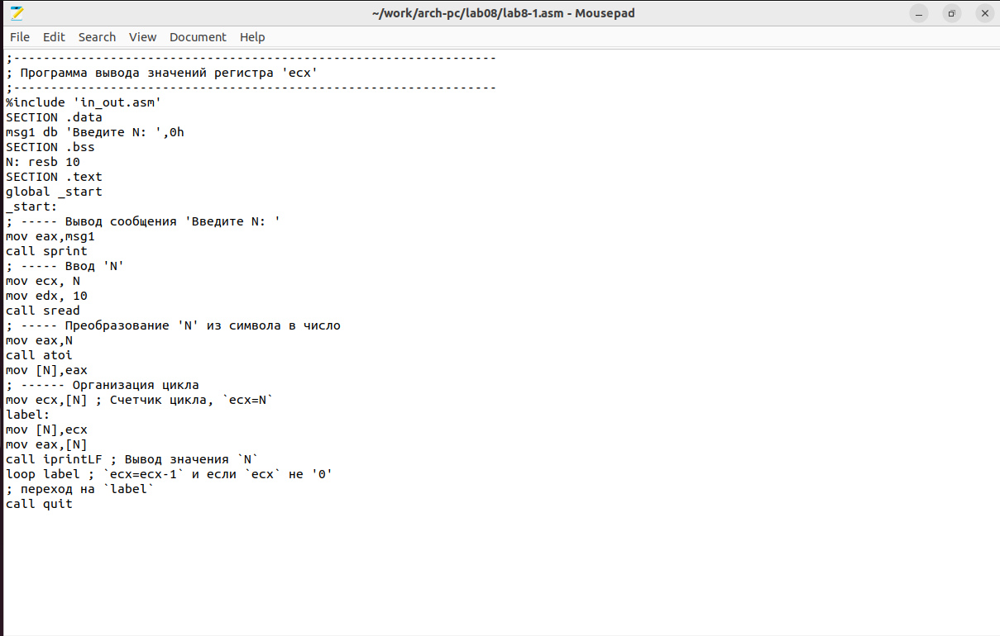 ~/work/arch-pc/lab08/lab8-1.asm - Mousepad
File Edit Search View Document Help
;-----------------------------------------------------------------
; Программа вывода значений регистра 'ecx'
;-----------------------------------------------------------------
%include 'in_out.asm'
SECTION .data
msg1 db 'Введите N: ',0h
SECTION .bss
N: resb 10
SECTION .text
global _start
_start:
; ----- Вывод сообщения 'Введите N: '
mov eax,msg1
call sprint
; ----- Ввод 'N'
mov ecx, N
mov edx, 10
call sread
; ----- Преобразование 'N' из символа в число
mov eax,N
call atoi
mov [N],eax
; ------ Организация цикла
mov ecx,[N] ; Счетчик цикла, `ecx=N`
label:
mov [N],ecx
mov eax,[N]
call iprintLF ; Вывод значения `N`
loop label ; `ecx=ecx-1` и если `ecx` не '0'
; переход на `label`
call quit